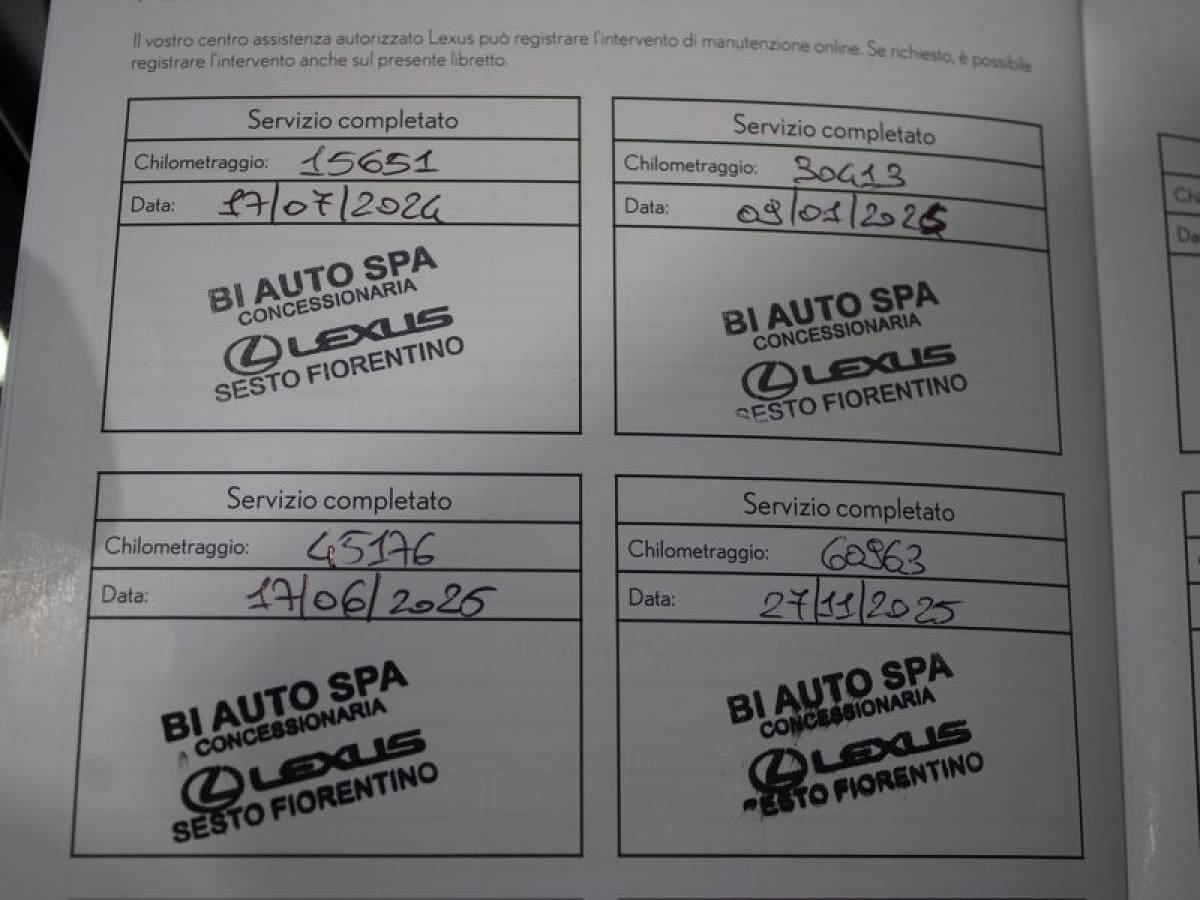 Il vostro centro assistenza autorizzato Lexus può registrare l'intervento di manutenzione online. Se richiesto, è possibile
registrare l'intervento anche sul presente libretto.
Servizio completato
Chilometraggio: 15651
Data: 17/07/2024
BI AUTO SPA
CONCESSIONARIA
LEXUS
SESTO FIORENTINO
Servizio completato
Chilometraggio: 30413
Data: 09/01/2025
BI AUTO SPA
CONCESSIONARIA
LEXUS
SESTO FIORENTINO
Servizio completato
Chilometraggio: 45176
Data: 17/06/2025
BI AUTO SPA
CONCESSIONARIA
LEXUS
SESTO FIORENTINO
Servizio completato
Chilometraggio: 60963
Data: 27/11/2025
BI AUTO SPA
CONCESSIONARIA
LEXUS
SESTO FIORENTINO
Chi
Da